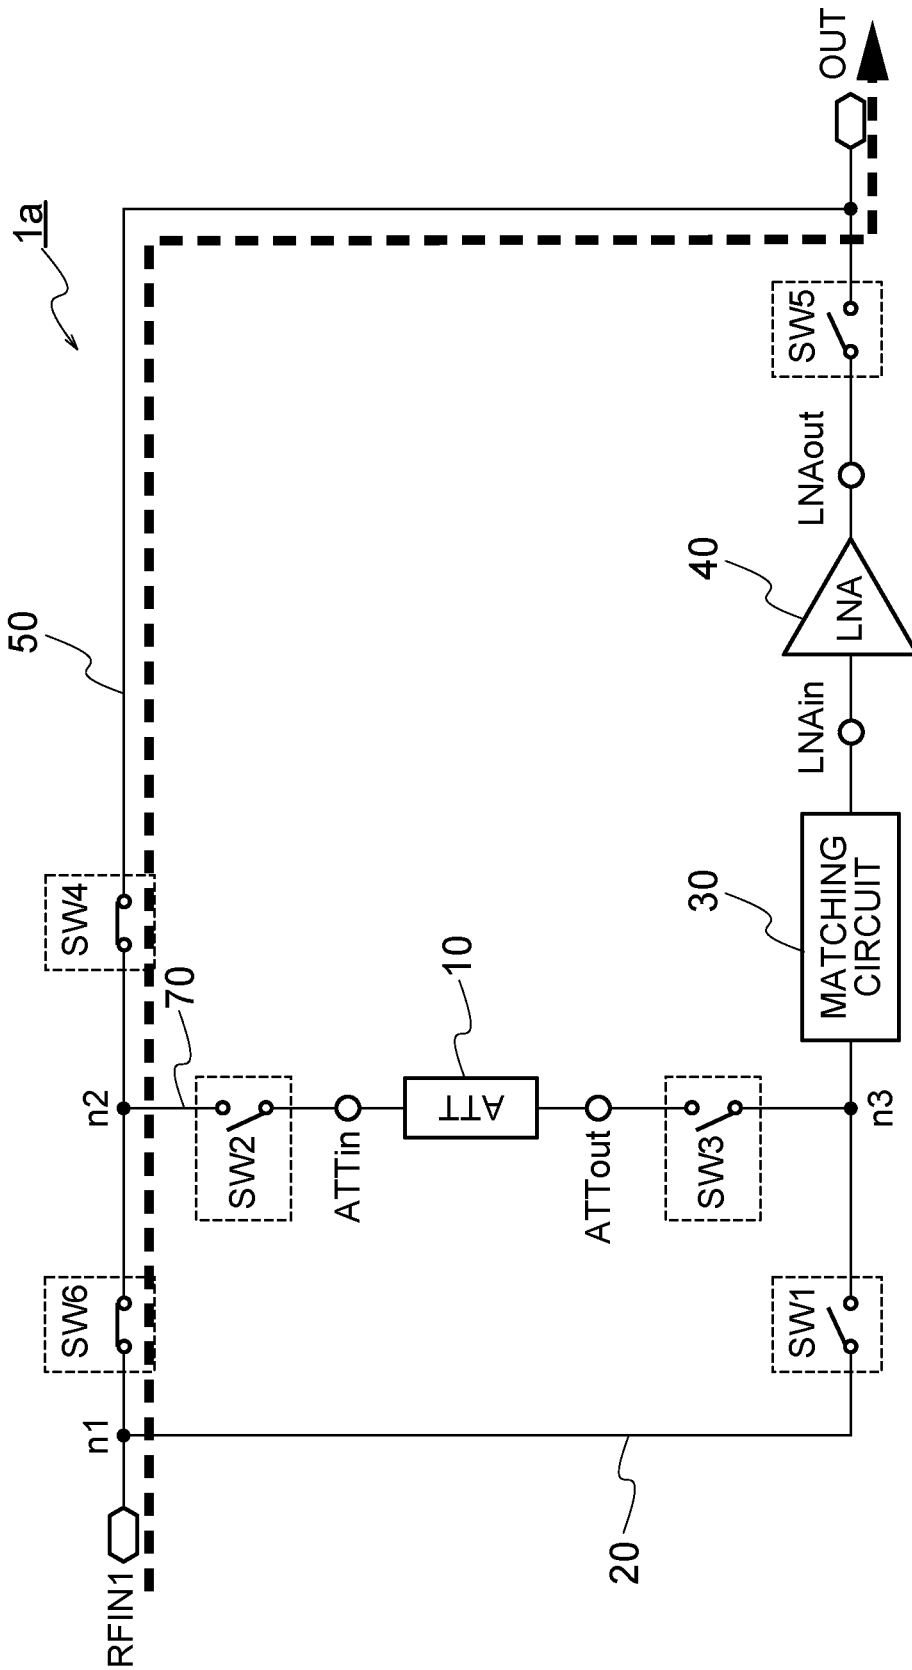 1a
50
RFIN1
n1
SW6
n2
SW4
70
SW2
ATTin
10
ATT
ATTout
SW3
20
SW1
n3
30
MATCHING
CIRCUIT
LNAin
40
LNA
LNAout
SW5
OUT